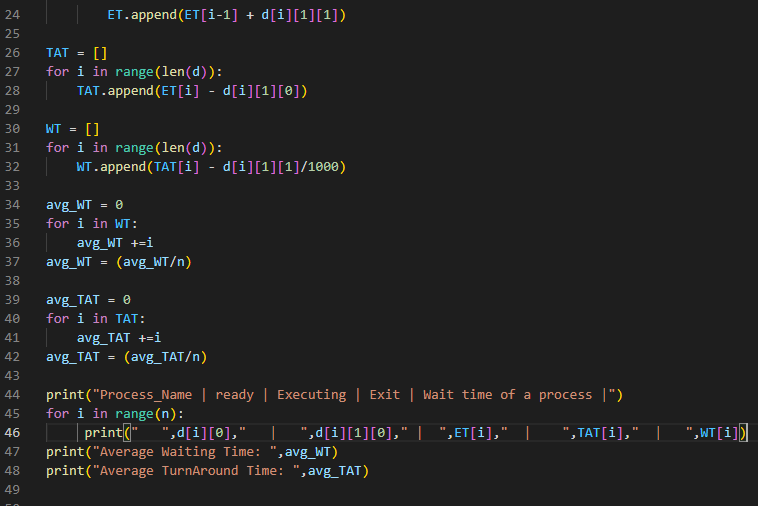 24 ET.append(ET[i-1] + d[i][1][1])
25
26 TAT = []
27 for i in range(len(d)):
28 TAT.append(ET[i] - d[i][1][0])
29
30 WT = []
31 for i in range(len(d)):
32 WT.append(TAT[i] - d[i][1][1]/1000)
33
34 avg_WT = 0
35 for i in WT:
36 avg_WT +=i
37 avg_WT = (avg_WT/n)
38
39 avg_TAT = 0
40 for i in TAT:
41 avg_TAT +=i
42 avg_TAT = (avg_TAT/n)
43
44 print("Process_Name | ready | Executing | Exit | Wait time of a process |")
45 for i in range(n):
46 print("   ",d[i][0],"   |   ",d[i][1][0]," |  ",ET[i],"  |    ",TAT[i],"  |   ",WT[i])
47 print("Average Waiting Time: ",avg_WT)
48 print("Average TurnAround Time: ",avg_TAT)
49